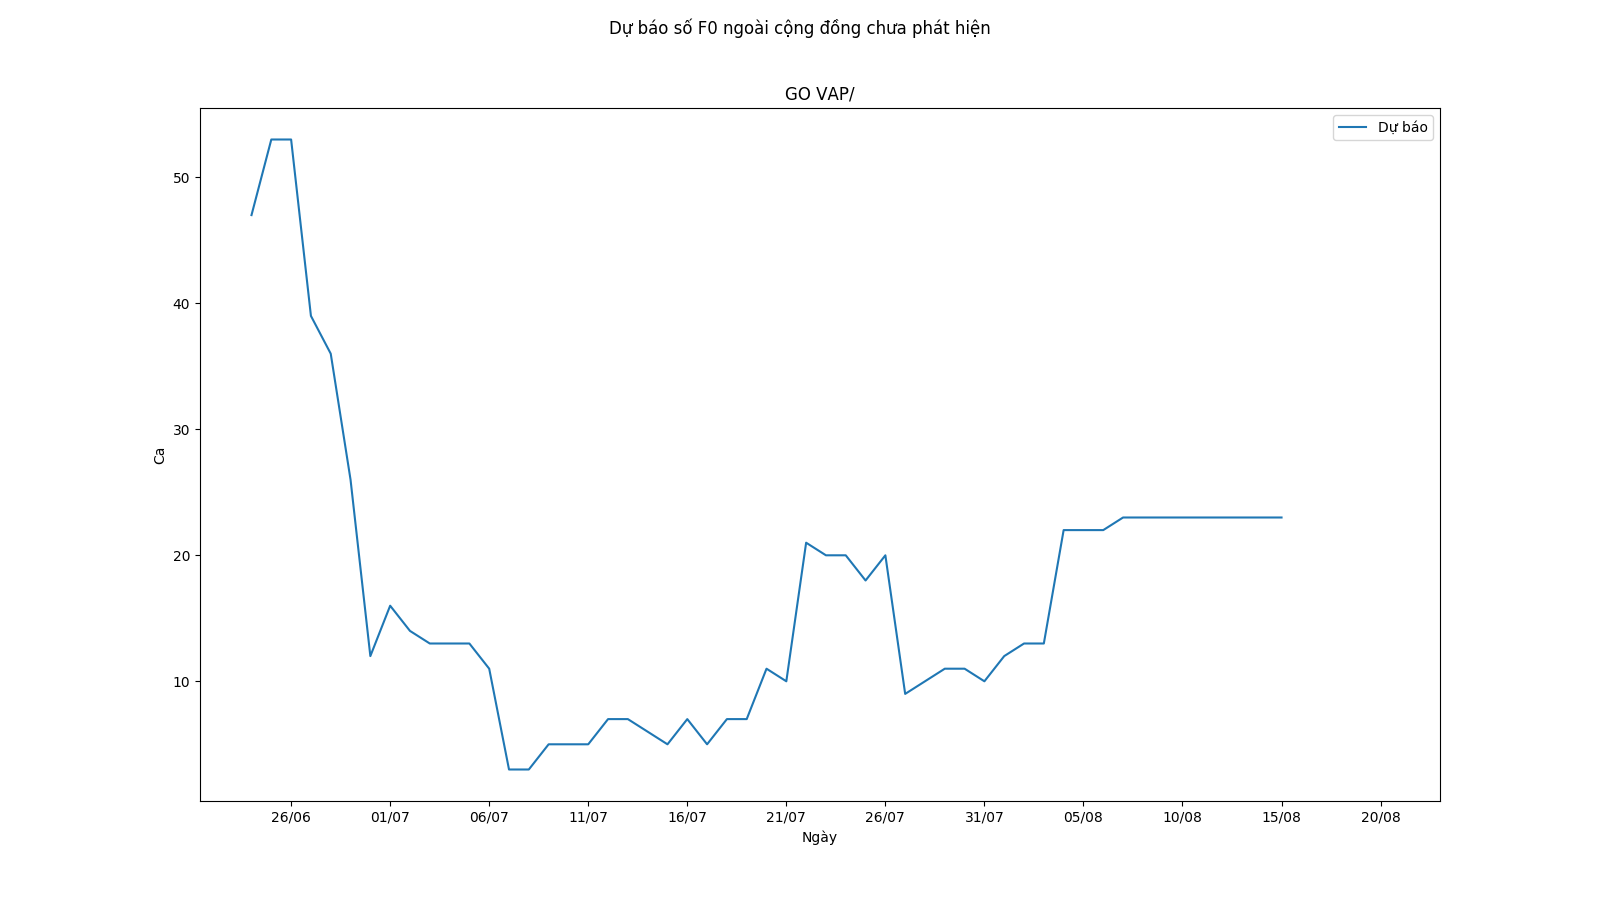 Dự báo số F0 ngoài cộng đồng chưa phát hiện
GO VAP/
Dự báo
50
40
30
20
10
Ca
26/06 01/07 06/07 11/07 16/07 21/07 26/07 31/07 05/08 10/08 15/08 20/08
Ngày